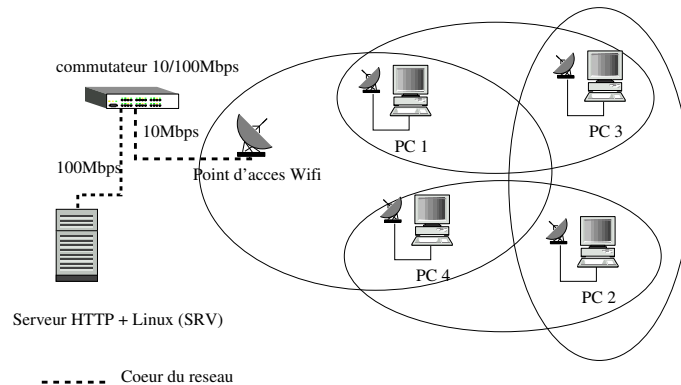 commutateur 10/100Mbps
10Mbps
100Mbps
Point d'acces Wifi
PC 1
PC 3
PC 4
PC 2
Serveur HTTP + Linux (SRV)
Coeur du reseau